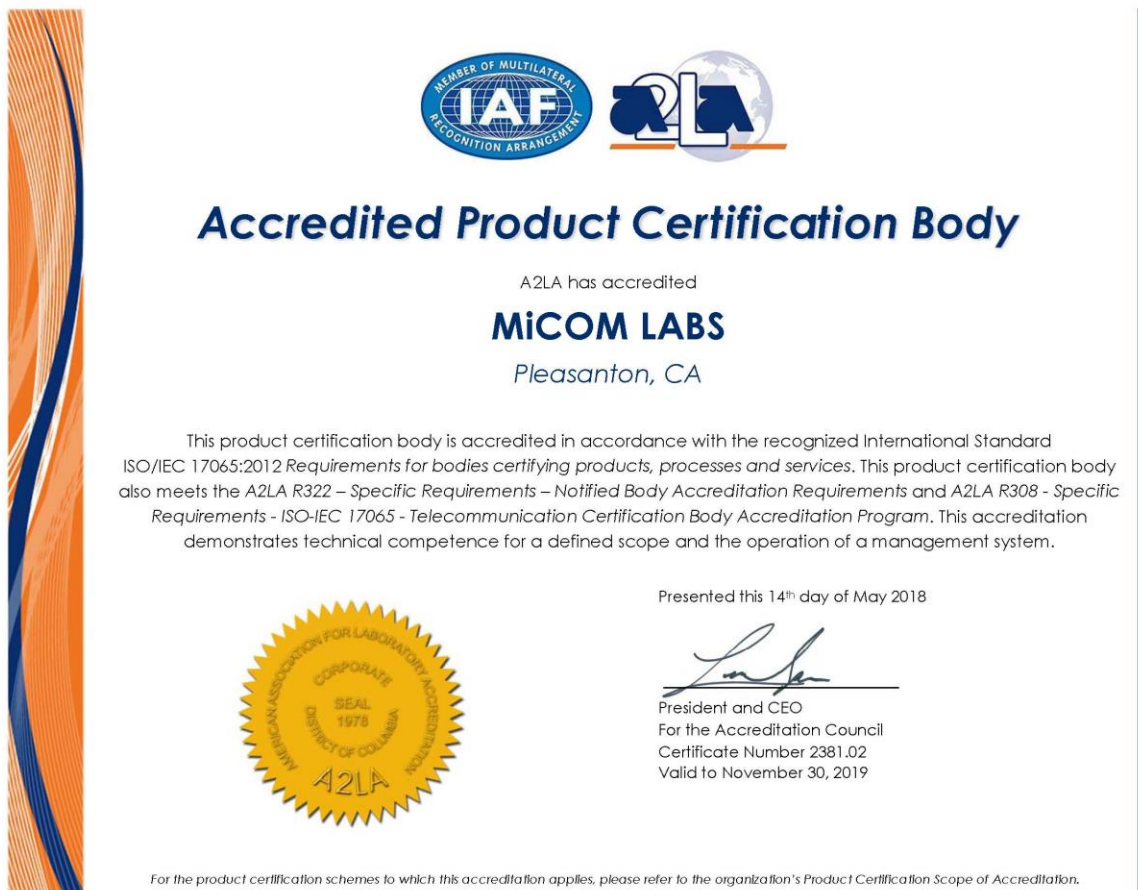 MEMBER OF MULTILATERAL
IAF
RECOGNITION ARRANGEMENT
a2La
Accredited Product Certification Body
A2LA has accredited
MiCOM LABS
Pleasanton, CA
This product certification body is accredited in accordance with the recognized International Standard
ISO/IEC 17065:2012 Requirements for bodies certifying products, processes and services. This product certification body
also meets the A2LA R322 – Specific Requirements – Notified Body Accreditation Requirements and A2LA R308 - Specific
Requirements - ISO-IEC 17065 - Telecommunication Certification Body Accreditation Program. This accreditation
demonstrates technical competence for a defined scope and the operation of a management system.
Presented this 14th day of May 2018
AMERICAN ASSOCIATION FOR LABORATORY ACCREDITATION
CORPORATE
SEAL
1978
DISTRICT OF COLUMBIA
A2LA
President and CEO
For the Accreditation Council
Certificate Number 2381.02
Valid to November 30, 2019
For the product certification schemes to which this accreditation applies, please refer to the organization's Product Certification Scope of Accreditation.